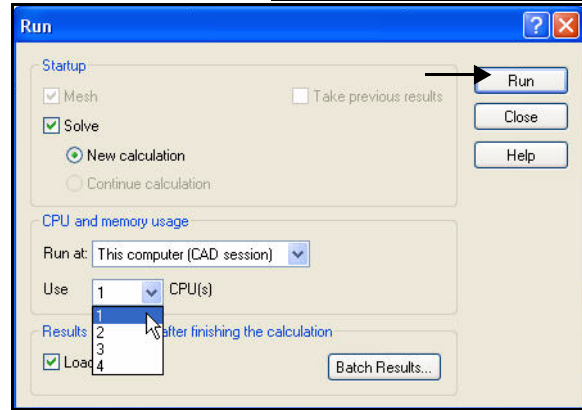 Run
Startup
Mesh
Take previous results
Run
Solve
Close
New calculation
Help
Continue calculation
CPU and memory usage
Run at: This computer (CAD session)
Use 1 CPU(s)
1
Results 2 after finishing the calculation
3
Load 4
Batch Results...